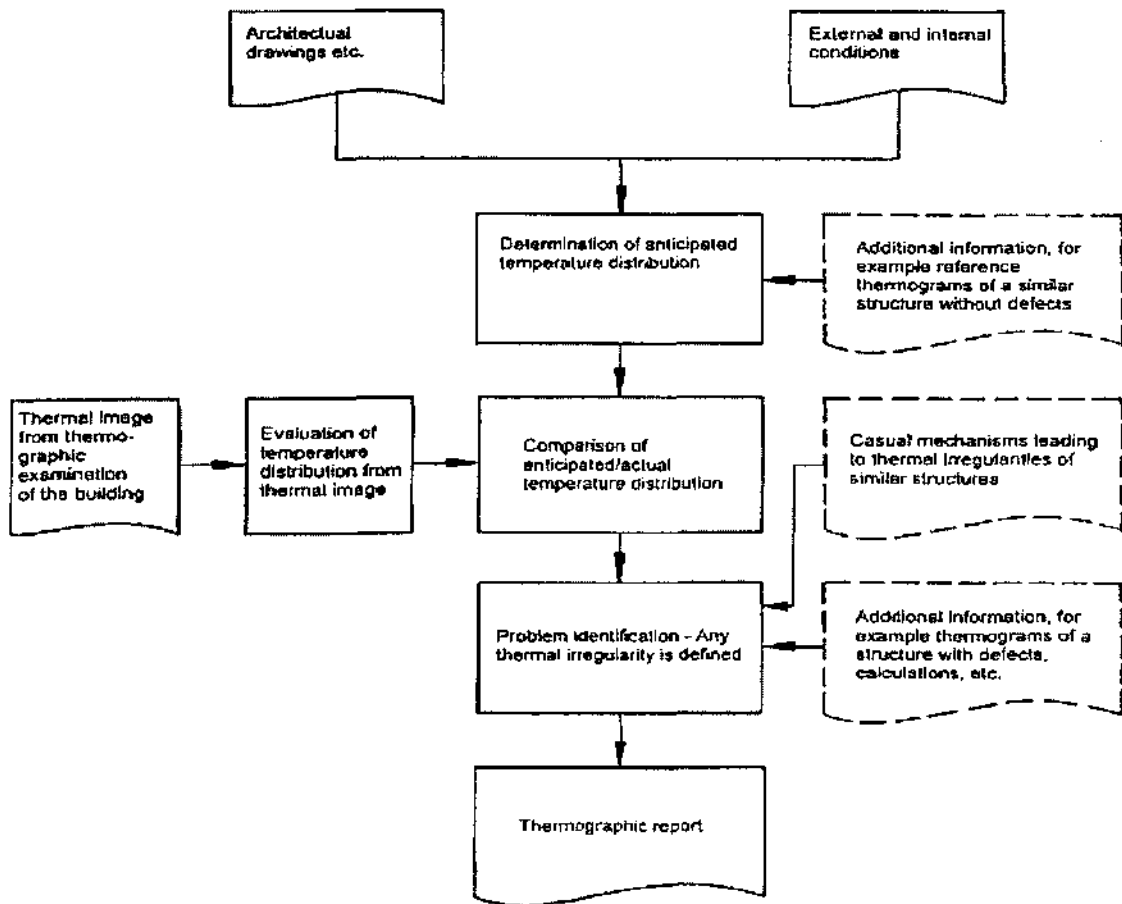 Architectual
drawings etc.
External and internal
conditions
Determination of anticipated
temperature distribution
Additional information, for
example reference
thermograms of a similar
structure without defects
Thermal image
from thermo-
graphic
examination
of the building
Evaluation of
temperature
distribution from
thermal image
Comparison of
anticipated/actual
temperature distribution
Casual mechanisms leading
to thermal irregularities of
similar structures
Problem identification - Any
thermal irregularity is defined
Additional information, for
example thermograms of a
structure with defects,
calculations, etc.
Thermographic report